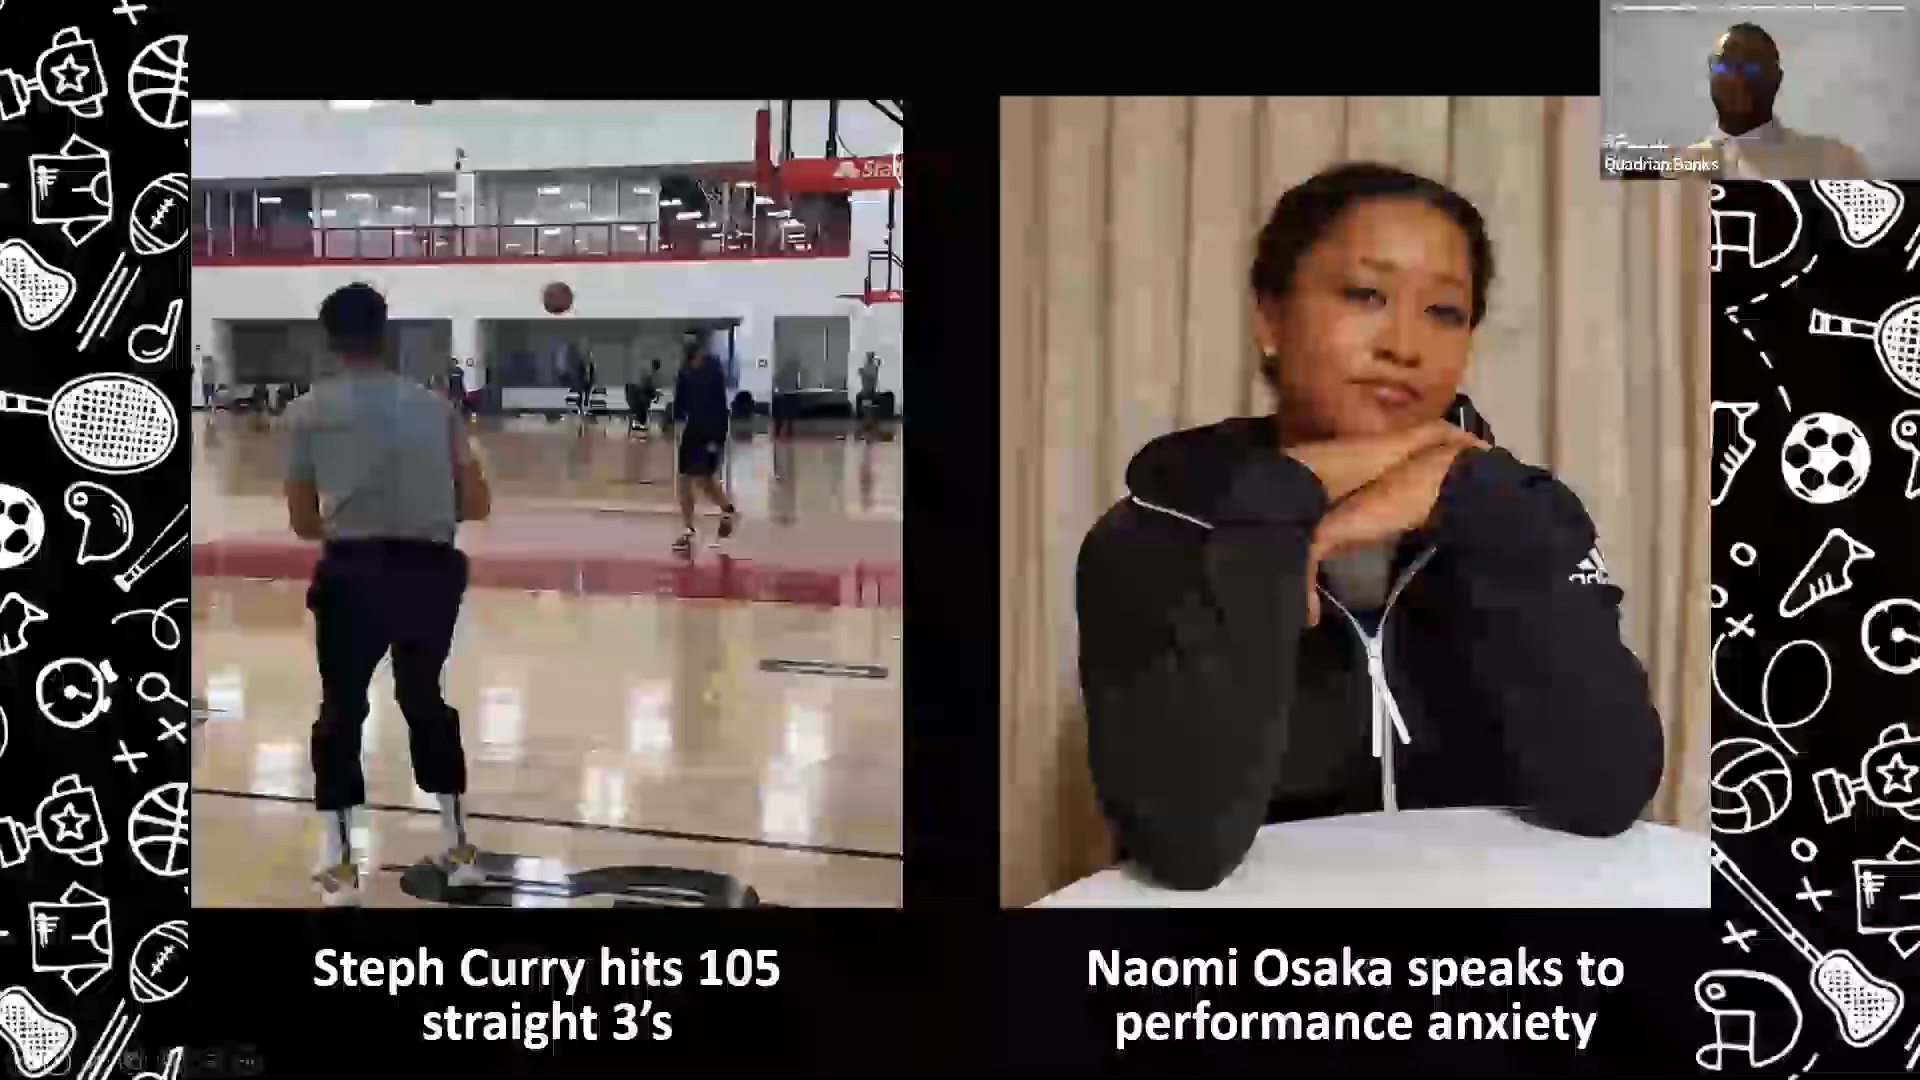 Quadrian Banks
Steph Curry hits 105
straight 3’s
Naomi Osaka speaks to
performance anxiety